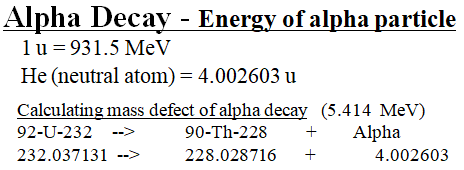 Alpha Decay - Energy of alpha particle
1 u = 931.5 MeV
He (neutral atom) = 4.002603 u
Calculating mass defect of alpha decay (5.414 MeV)
92-U-232 --> 90-Th-228 + Alpha
232.037131 --> 228.028716 + 4.002603